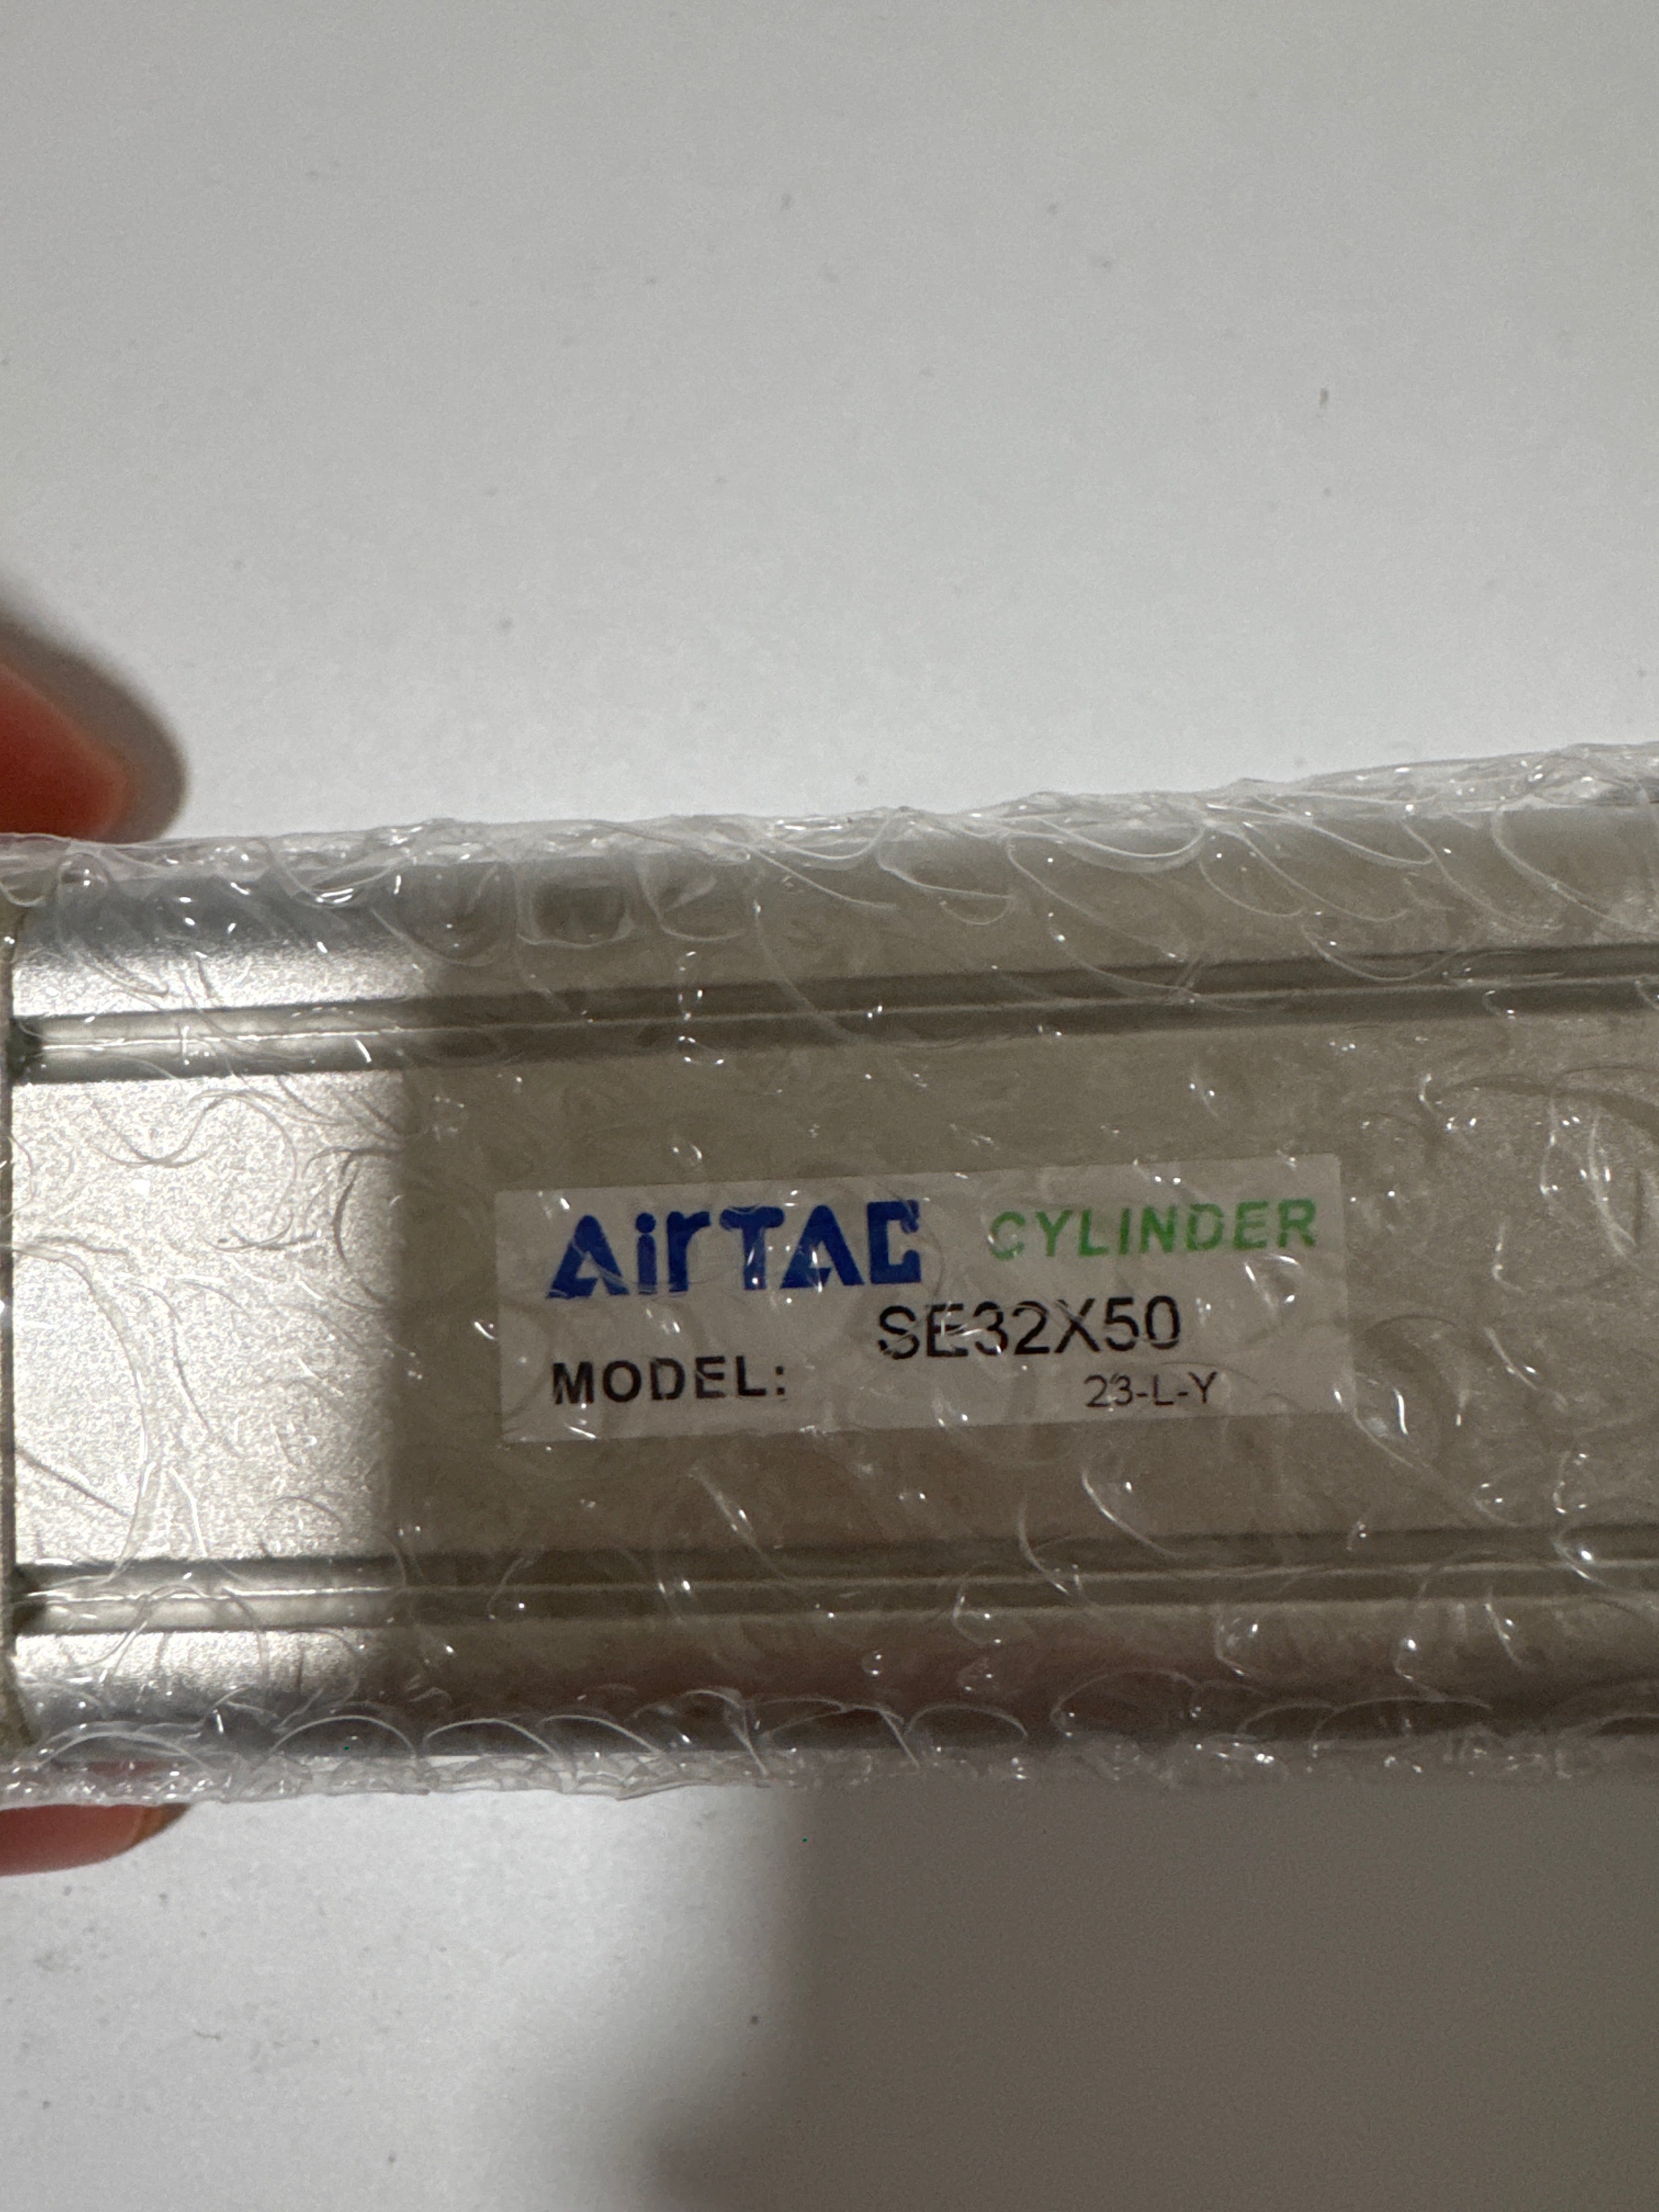 AirTAC CYLINDER
SE32X50
MODEL:
23-L-Y